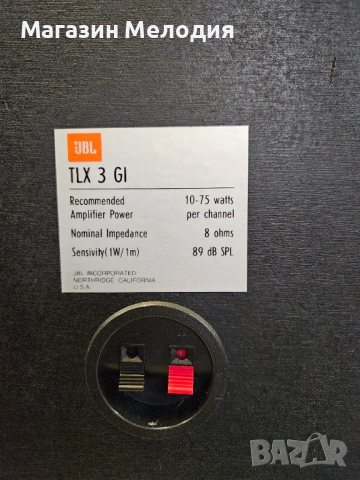 Магазин Мелодия
JBL
TLX 3 GI
Recommended 10-75 watts
Amplifier Power per channel
Nominal Impedance 8 ohms
Sensivity(1W/1m) 89 dB SPL
JBL INCORPORATED
NORTHRIDGE, CALIFORNIA
U.S.A.
bazar